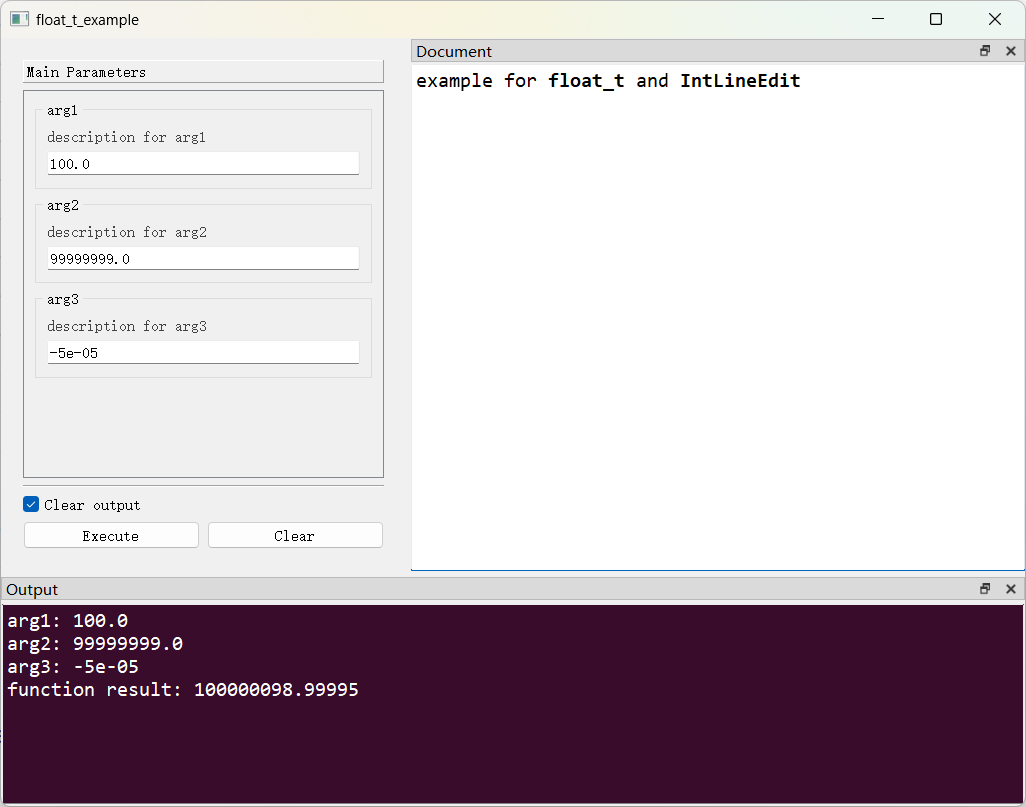 float_t_example
Main Parameters
arg1
description for arg1
100.0
arg2
description for arg2
99999999.0
arg3
description for arg3
-5e-05
Clear output
Execute
Clear
Document
example for float_t and IntLineEdit
Output
arg1: 100.0
arg2: 99999999.0
arg3: -5e-05
function result: 100000098.99995